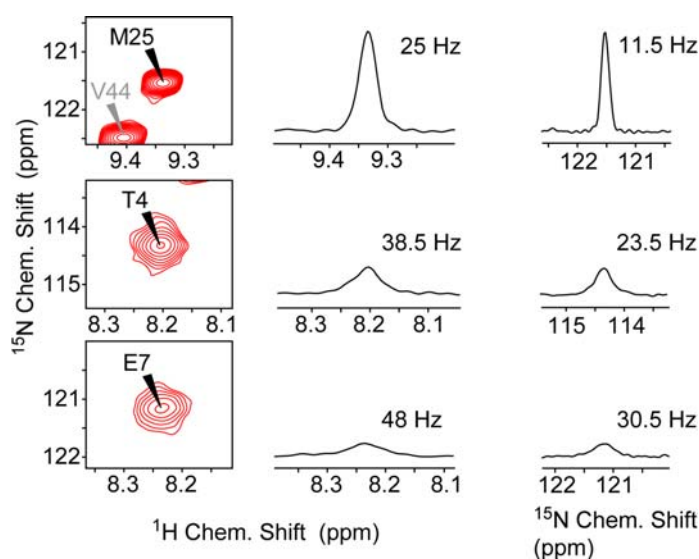 ¹⁵N Chem. Shift (ppm)
121
122
M25
V44
9.4 9.3
25 Hz
9.4 9.3
11.5 Hz
122 121
114
115
T4
8.3 8.2 8.1
38.5 Hz
8.3 8.2 8.1
23.5 Hz
115 114
121
122
E7
8.3 8.2
48 Hz
8.3 8.2 8.1
30.5 Hz
122 121
¹H Chem. Shift (ppm)
¹⁵N Chem. Shift
(ppm)